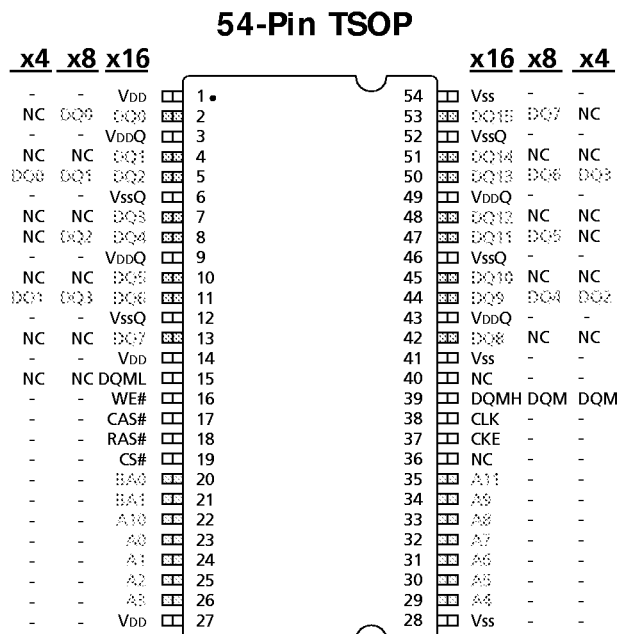 54-Pin TSOP
x4 x8 x16 x16 x8 x4
- - VDD 1 54 Vss - -
NC DQ0 DQ0 2 53 DQ15 DQ7 NC
- - VDDQ 3 52 VssQ - -
NC NC DQ1 4 51 DQ14 NC NC
DQ0 DQ1 DQ2 5 50 DQ13 DQ6 DQ3
- - VssQ 6 49 VDDQ - -
NC NC DQ3 7 48 DQ12 NC NC
NC DQ2 DQ4 8 47 DQ11 DQ5 NC
- - VDDQ 9 46 VssQ - -
NC NC DQ5 10 45 DQ10 NC NC
DQ1 DQ3 DQ6 11 44 DQ9 DQ4 DQ2
- - VssQ 12 43 VDDQ - -
NC NC DQ7 13 42 DQ8 NC NC
- - VDD 14 41 Vss - -
NC NC DQML 15 40 NC - -
- - WE# 16 39 DQMH DQM DQM
- - CAS# 17 38 CLK - -
- - RAS# 18 37 CKE - -
- - CS# 19 36 NC - -
- - BA0 20 35 A11 - -
- - BA1 21 34 A9 - -
- - A10 22 33 A8 - -
- - A0 23 32 A7 - -
- - A1 24 31 A6 - -
- - A2 25 30 A5 - -
- - A3 26 29 A4 - -
- - VDD 27 28 Vss - -